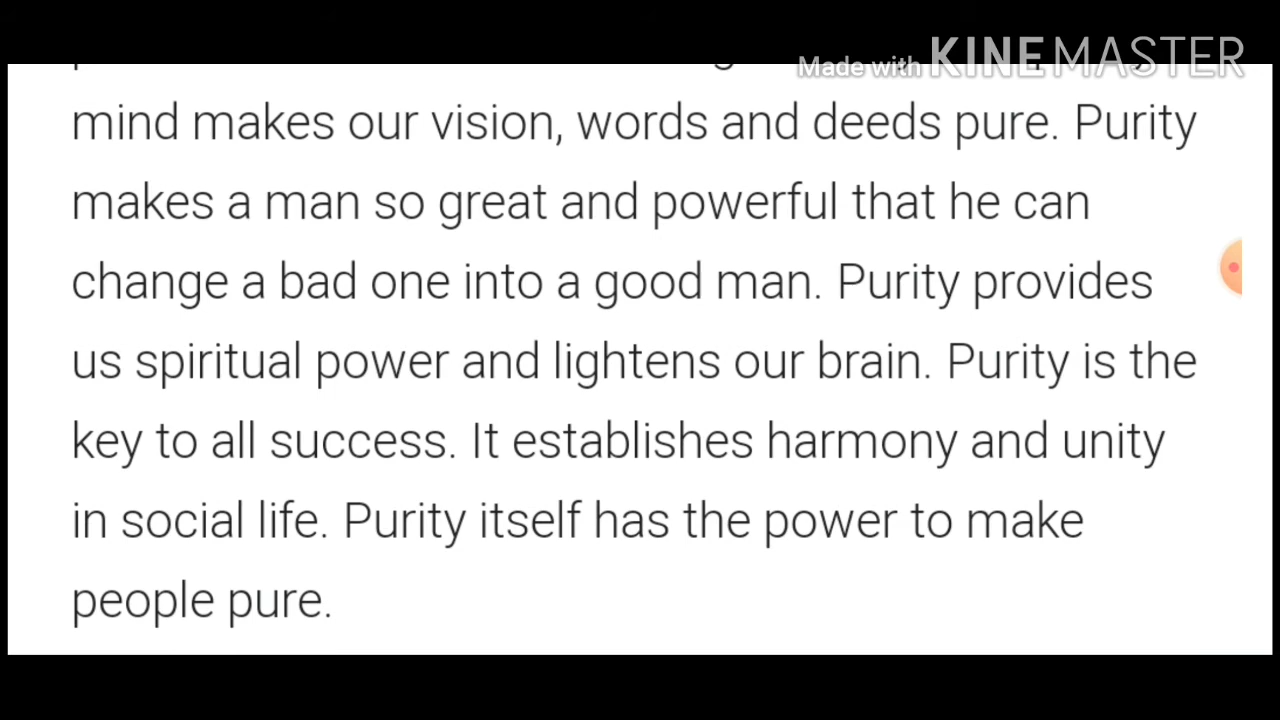 Made with KINEMASTER
mind makes our vision, words and deeds pure. Purity
makes a man so great and powerful that he can
change a bad one into a good man. Purity provides
us spiritual power and lightens our brain. Purity is the
key to all success. It establishes harmony and unity
in social life. Purity itself has the power to make
people pure.